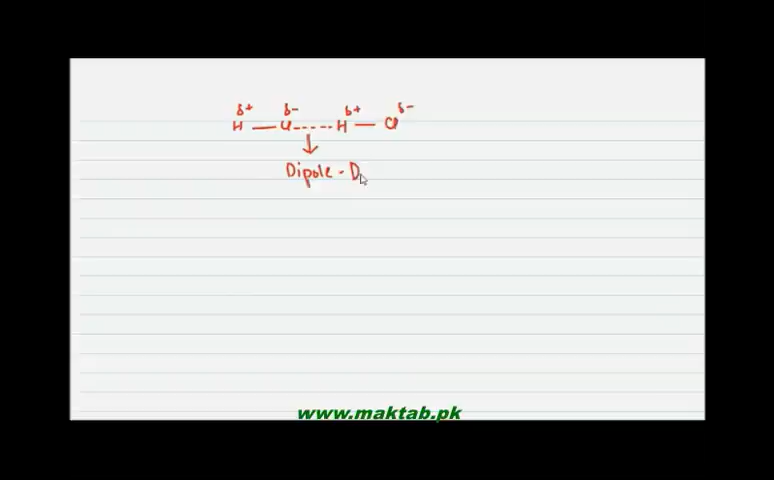 δ+ δ- δ+ δ-
H — Cl ---- H — Cl
↓
Dipole - D
www.maktab.pk